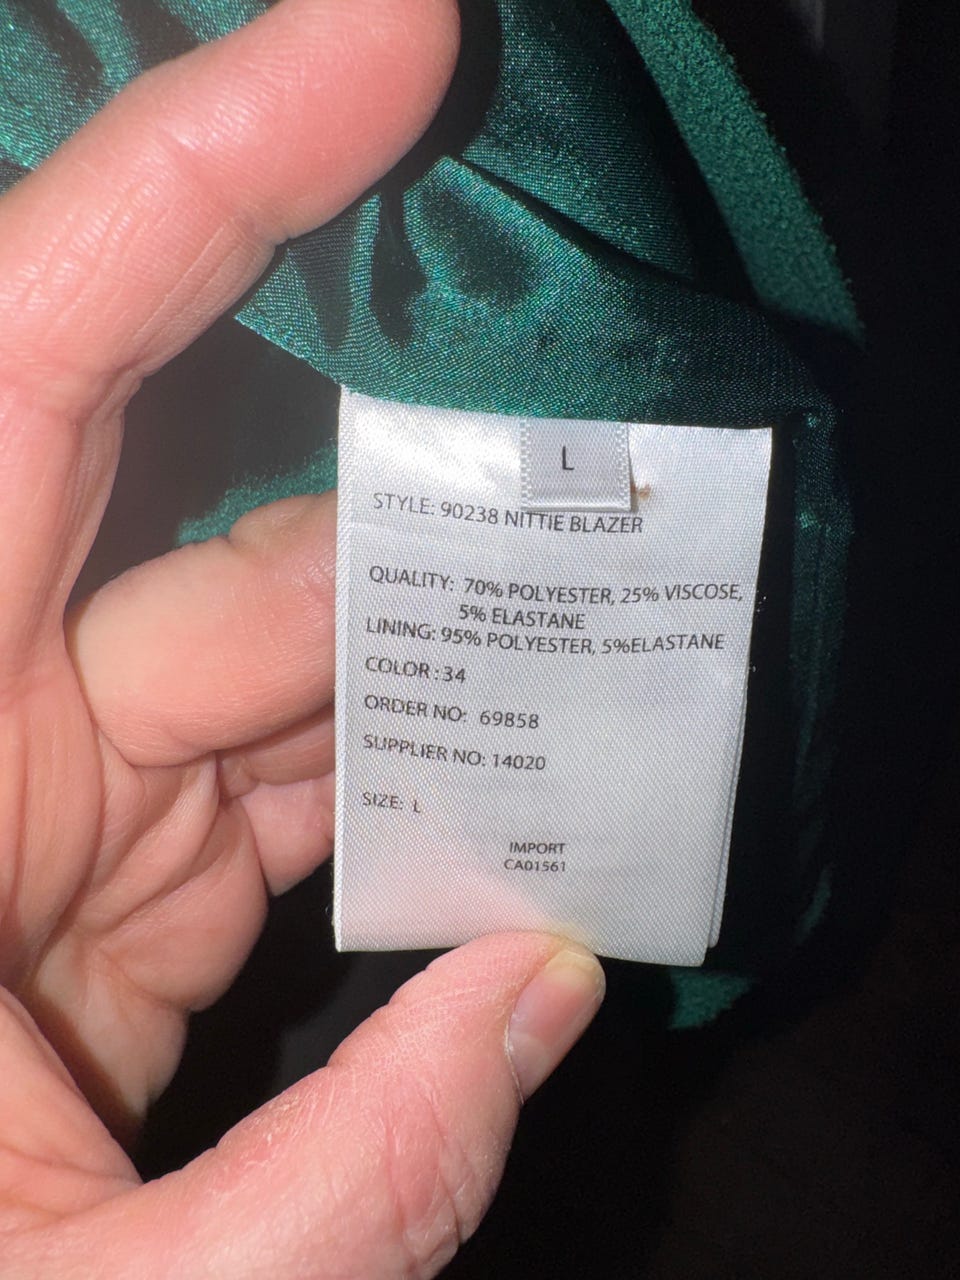 L
STYLE: 90238 NITTIE BLAZER
QUALITY: 70% POLYESTER, 25% VISCOSE,
5% ELASTANE
LINING: 95% POLYESTER, 5%ELASTANE
COLOR : 34
ORDER NO: 69858
SUPPLIER NO: 14020
SIZE: L
IMPORT
CA01561